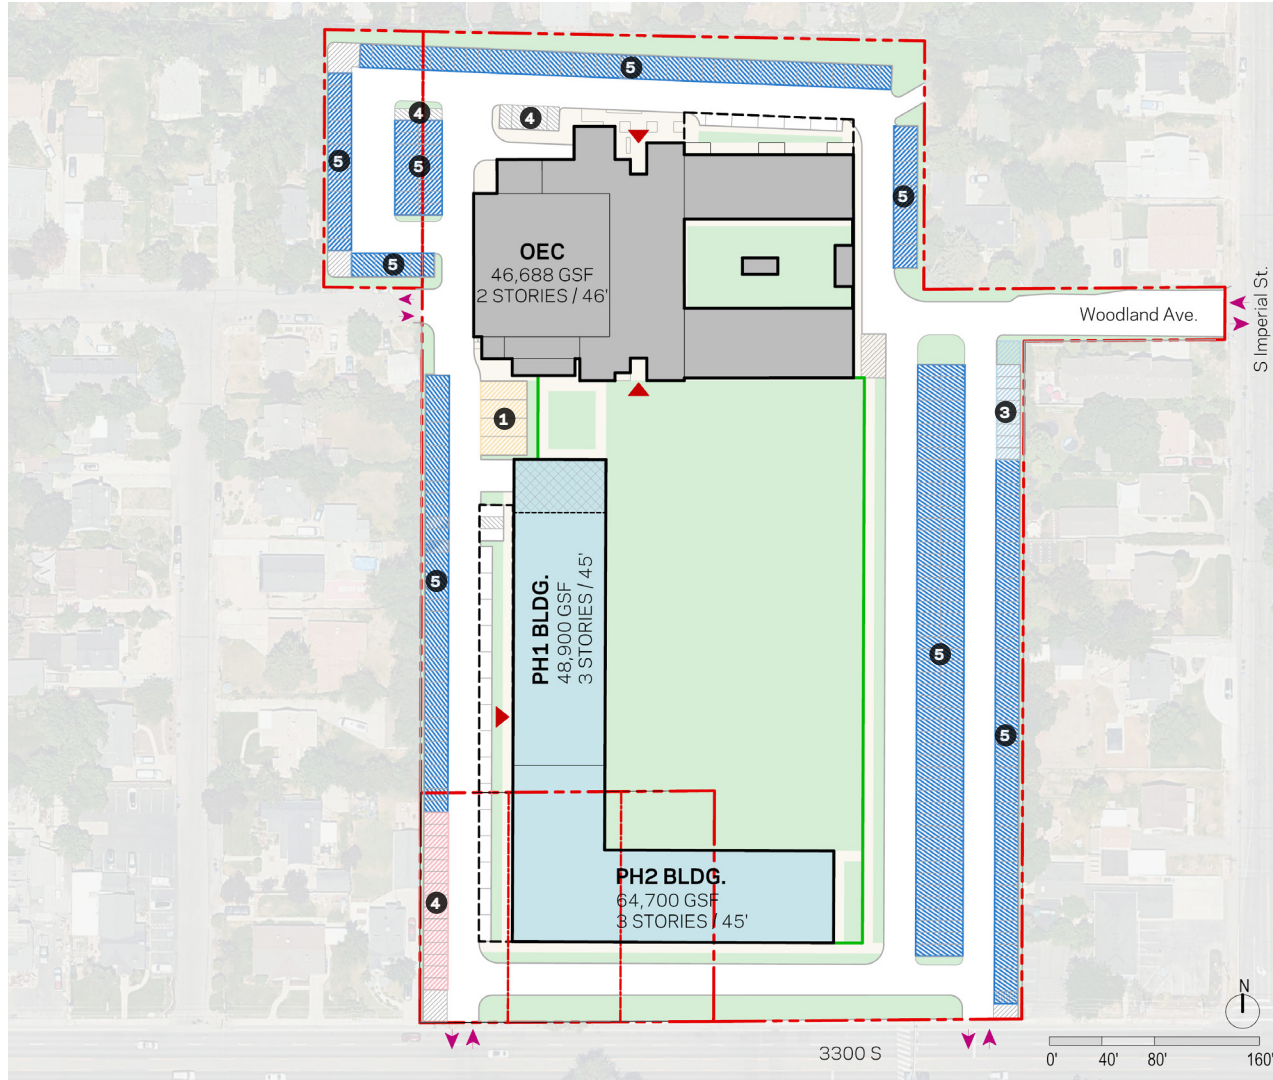 5
4
4
5
5
5
5
OEC
46,688 GSF
2 STORIES / 46'
Woodland Ave.
S Imperial St.
1
3
5
PH1 BLDG.
48,900 GSF
3 STORIES / 45'
5
5
4
PH2 BLDG.
64,700 GSF
3 STORIES / 45'
3300 S
N
0'
40'
80'
160'